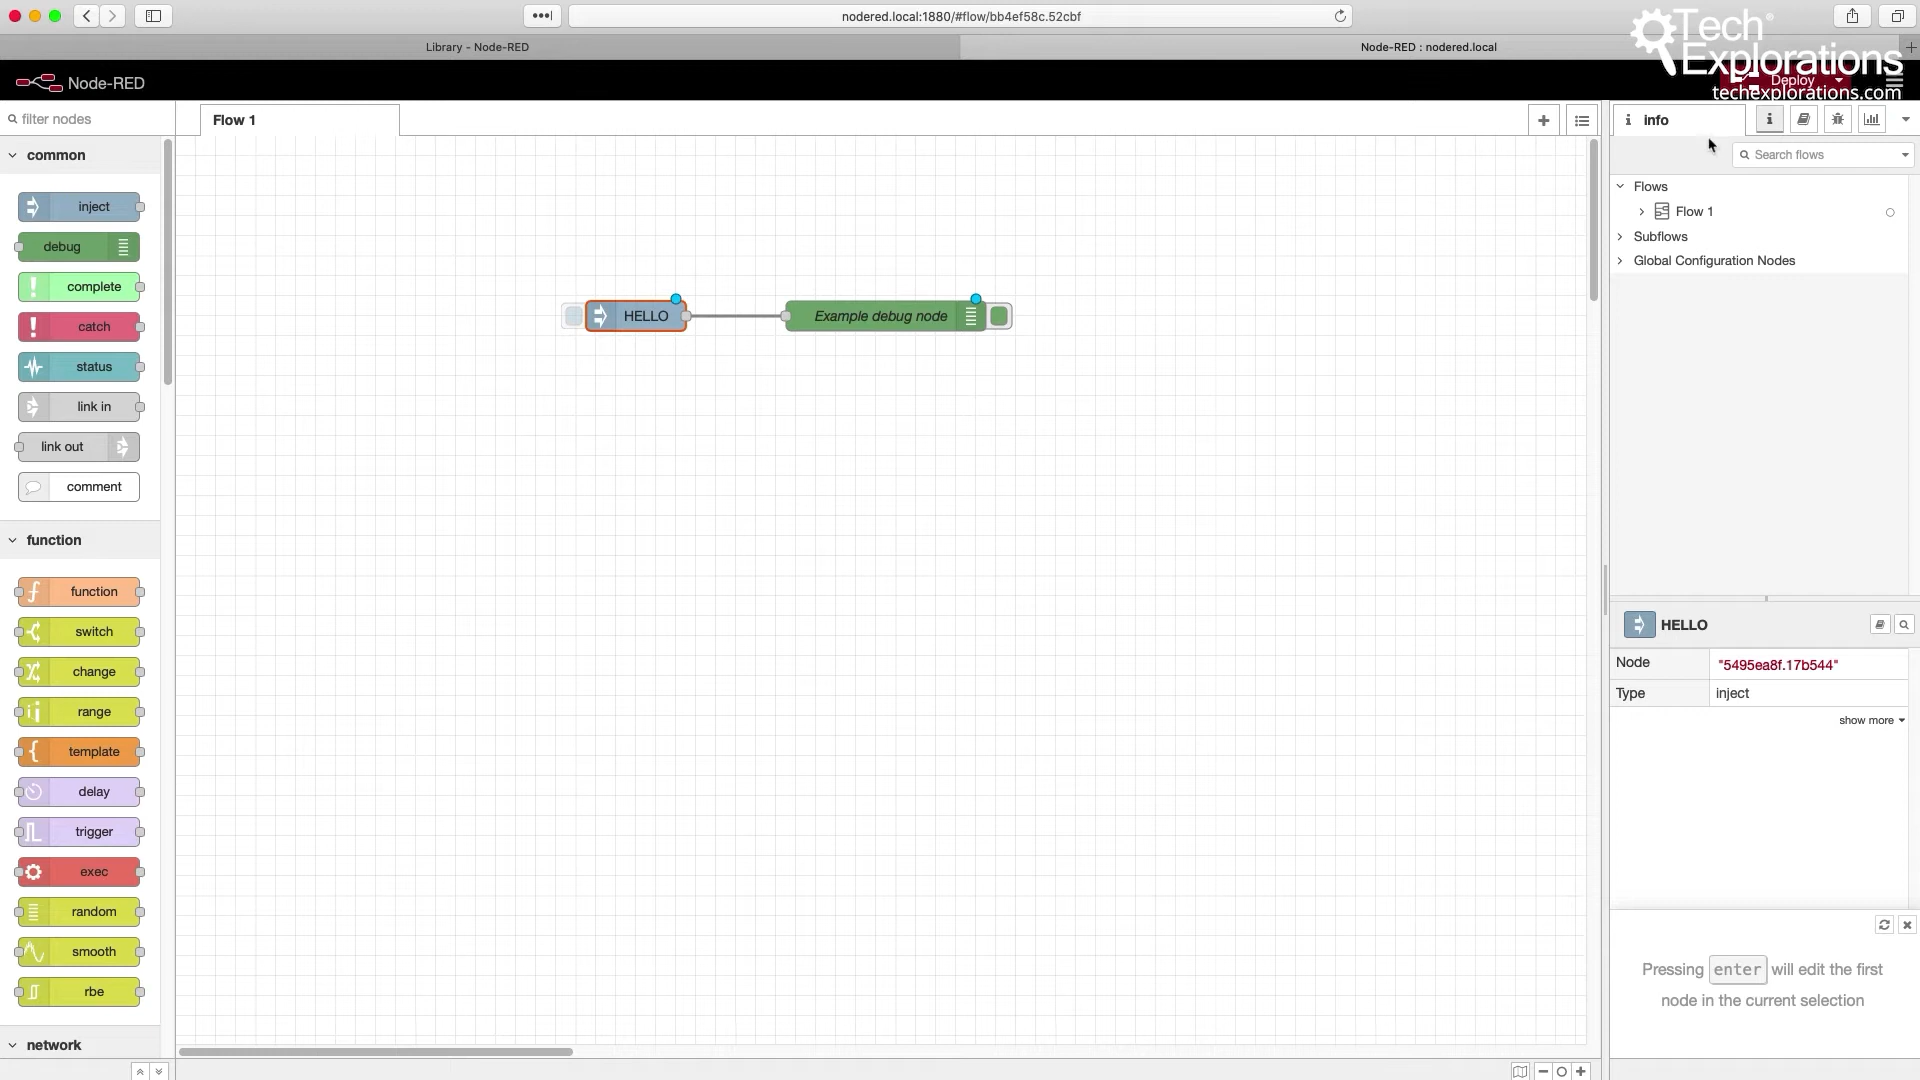 nodered.local:1880/#flow/bb4ef58c.52cbf
Library - Node-RED
Node-RED : nodered.local
Tech
Explorations
techexplorations.com
Node-RED
Deploy
filter nodes
Flow 1
info
Search flows
common
inject
debug
complete
catch
status
link in
link out
comment
function
function
switch
change
range
template
delay
trigger
exec
random
smooth
rbe
network
HELLO
Example debug node
Flows
Flow 1
Subflows
Global Configuration Nodes
HELLO
Node "5495ea8f.17b544"
Type inject
show more
Pressing enter will edit the first
node in the current selection